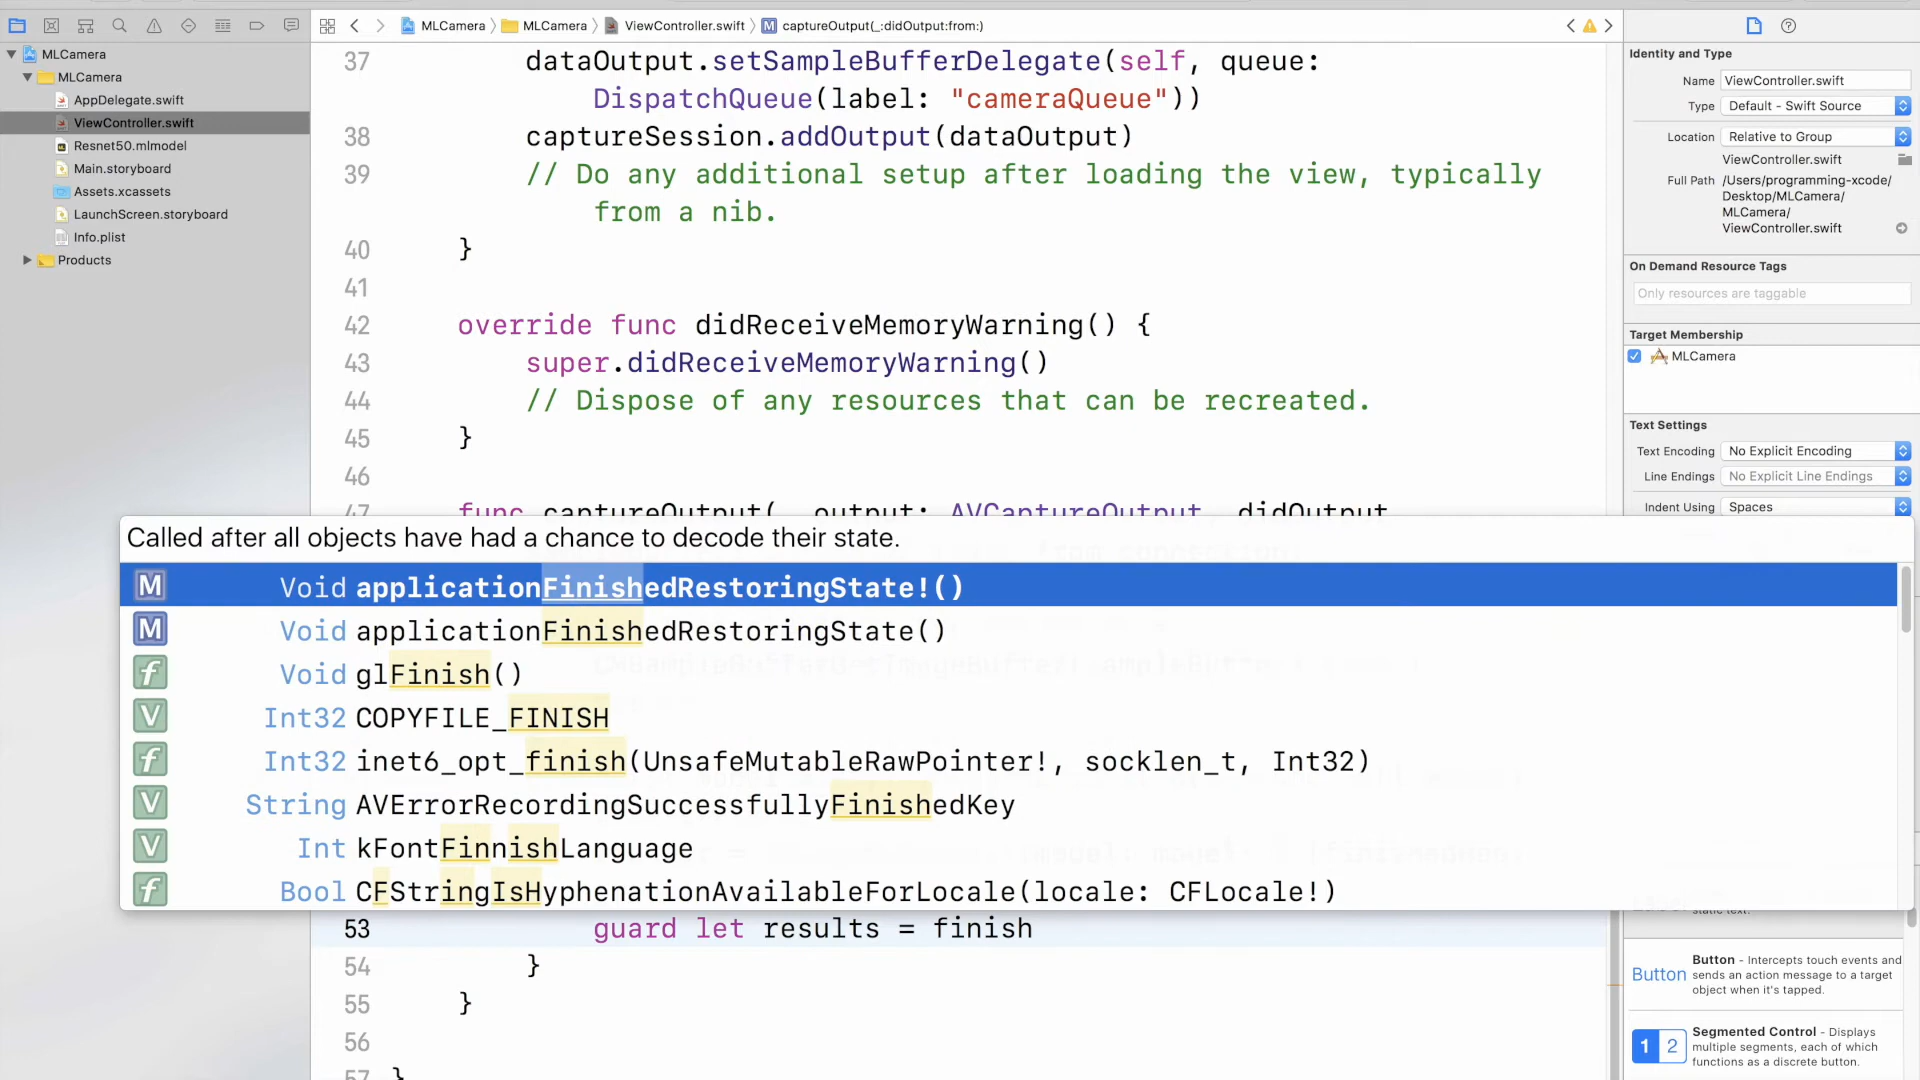 MLCamera
MLCamera
AppDelegate.swift
ViewController.swift
Resnet50.mlmodel
Main.storyboard
Assets.xcassets
LaunchScreen.storyboard
Info.plist
Products
MLCamera
MLCamera
ViewController.swift
M captureOutput(_:didOutput:from:)
37 dataOutput.setSampleBufferDelegate(self, queue:
DispatchQueue(label: "cameraQueue"))
38 captureSession.addOutput(dataOutput)
39 // Do any additional setup after loading the view, typically
from a nib.
40 }
41
42 override func didReceiveMemoryWarning() {
43 super.didReceiveMemoryWarning()
44 // Dispose of any resources that can be recreated.
45 }
46
47 func captureOutput(_ output: AVCaptureOutput, didOutput
Called after all objects have had a chance to decode their state.
M Void applicationFinishedRestoringState!()
M Void applicationFinishedRestoringState()
f Void glFinish()
V Int32 COPYFILE_FINISH
f Int32 inet6_opt_finish(UnsafeMutableRawPointer!, socklen_t, Int32)
V String AVErrorRecordingSuccessfullyFinishedKey
V Int kFontFinnishLanguage
f Bool CFStringIsHyphenationAvailableForLocale(locale: CFLocale!)
53 guard let results = finish
54 }
55 }
56
57 }
Identity and Type
Name ViewController.swift
Type Default - Swift Source
Location Relative to Group
ViewController.swift
Full Path /Users/programming-xcode/
Desktop/MLCamera/
MLCamera/
ViewController.swift
On Demand Resource Tags
Only resources are taggable
Target Membership
MLCamera
Text Settings
Text Encoding No Explicit Encoding
Line Endings No Explicit Line Endings
Indent Using Spaces
static text.
Button
Button - Intercepts touch events and
sends an action message to a target
object when it's tapped.
1 2
Segmented Control - Displays
multiple segments, each of which
functions as a discrete button.